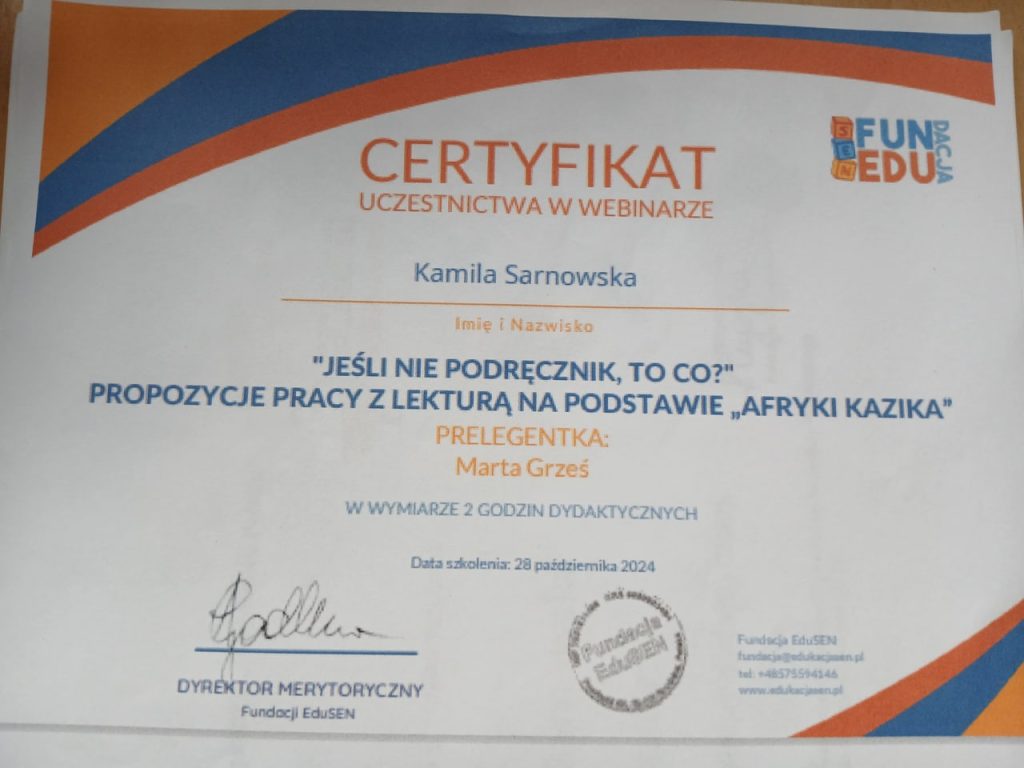 CERTYFIKAT
UCZESTNICTWA W WEBINARZE
SEN
FUN
EDU
DACJA
Kamila Sarnowska
Imię i Nazwisko
"JEŚLI NIE PODRĘCZNIK, TO CO?"
PROPOZYCJE PRACY Z LEKTURĄ NA PODSTAWIE „AFRYKI KAZIKA”
PRELEGENTKA:
Marta Grześ
W WYMIARZE 2 GODZIN DYDAKTYCZNYCH
Data szkolenia: 28 października 2024
DYREKTOR MERYTORYCZNY
Fundacji EduSEN
Fundacja
EduSEN
Fundacja EduSEN
fundacja@edukacjasen.pl
tel: +48575594146
www.edukacjasen.pl